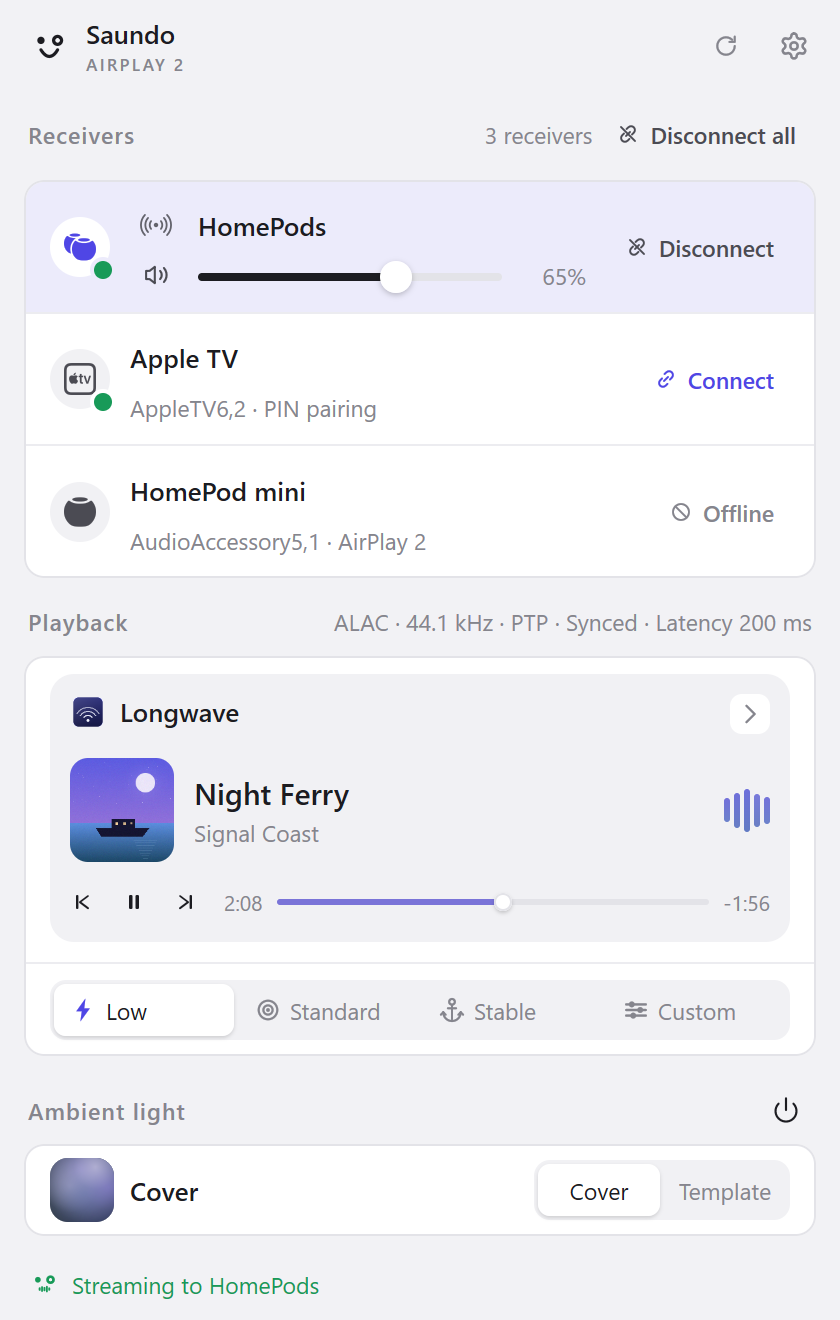 Saundo
AIRPLAY 2
Receivers
3 receivers
Disconnect all
HomePods
65%
Disconnect
Apple TV
AppleTV6,2 · PIN pairing
Connect
tv
HomePod mini
AudioAccessory5,1 · AirPlay 2
Offline
Playback
ALAC · 44.1 kHz · PTP · Synced · Latency 200 ms
Longwave
Night Ferry
Signal Coast
2:08
-1:56
Low
Standard
Stable
Custom
Ambient light
Cover
Cover
Template
Streaming to HomePods